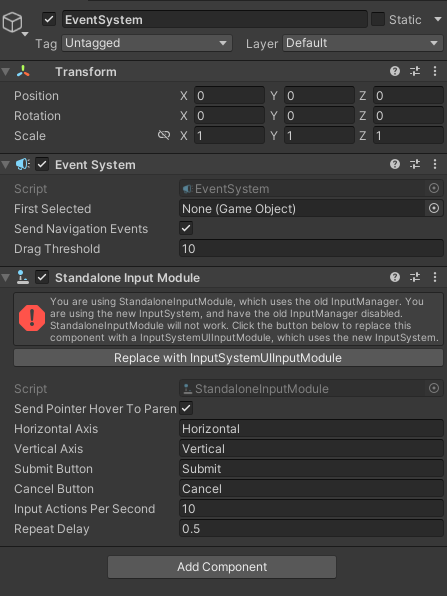 EventSystem
Static
Tag Untagged Layer Default
Transform
Position X 0 Y 0 Z 0
Rotation X 0 Y 0 Z 0
Scale X 1 Y 1 Z 1
Event System
Script EventSystem
First Selected None (Game Object)
Send Navigation Events
Drag Threshold 10
Standalone Input Module
You are using StandaloneInputModule, which uses the old InputManager. You
are using the new InputSystem, and have the old InputManager disabled.
StandaloneInputModule will not work. Click the button below to replace this
component with a InputSystemUIInputModule, which uses the new InputSystem.
Replace with InputSystemUIInputModule
Script StandaloneInputModule
Send Pointer Hover To Paren
Horizontal Axis Horizontal
Vertical Axis Vertical
Submit Button Submit
Cancel Button Cancel
Input Actions Per Second 10
Repeat Delay 0.5
Add Component